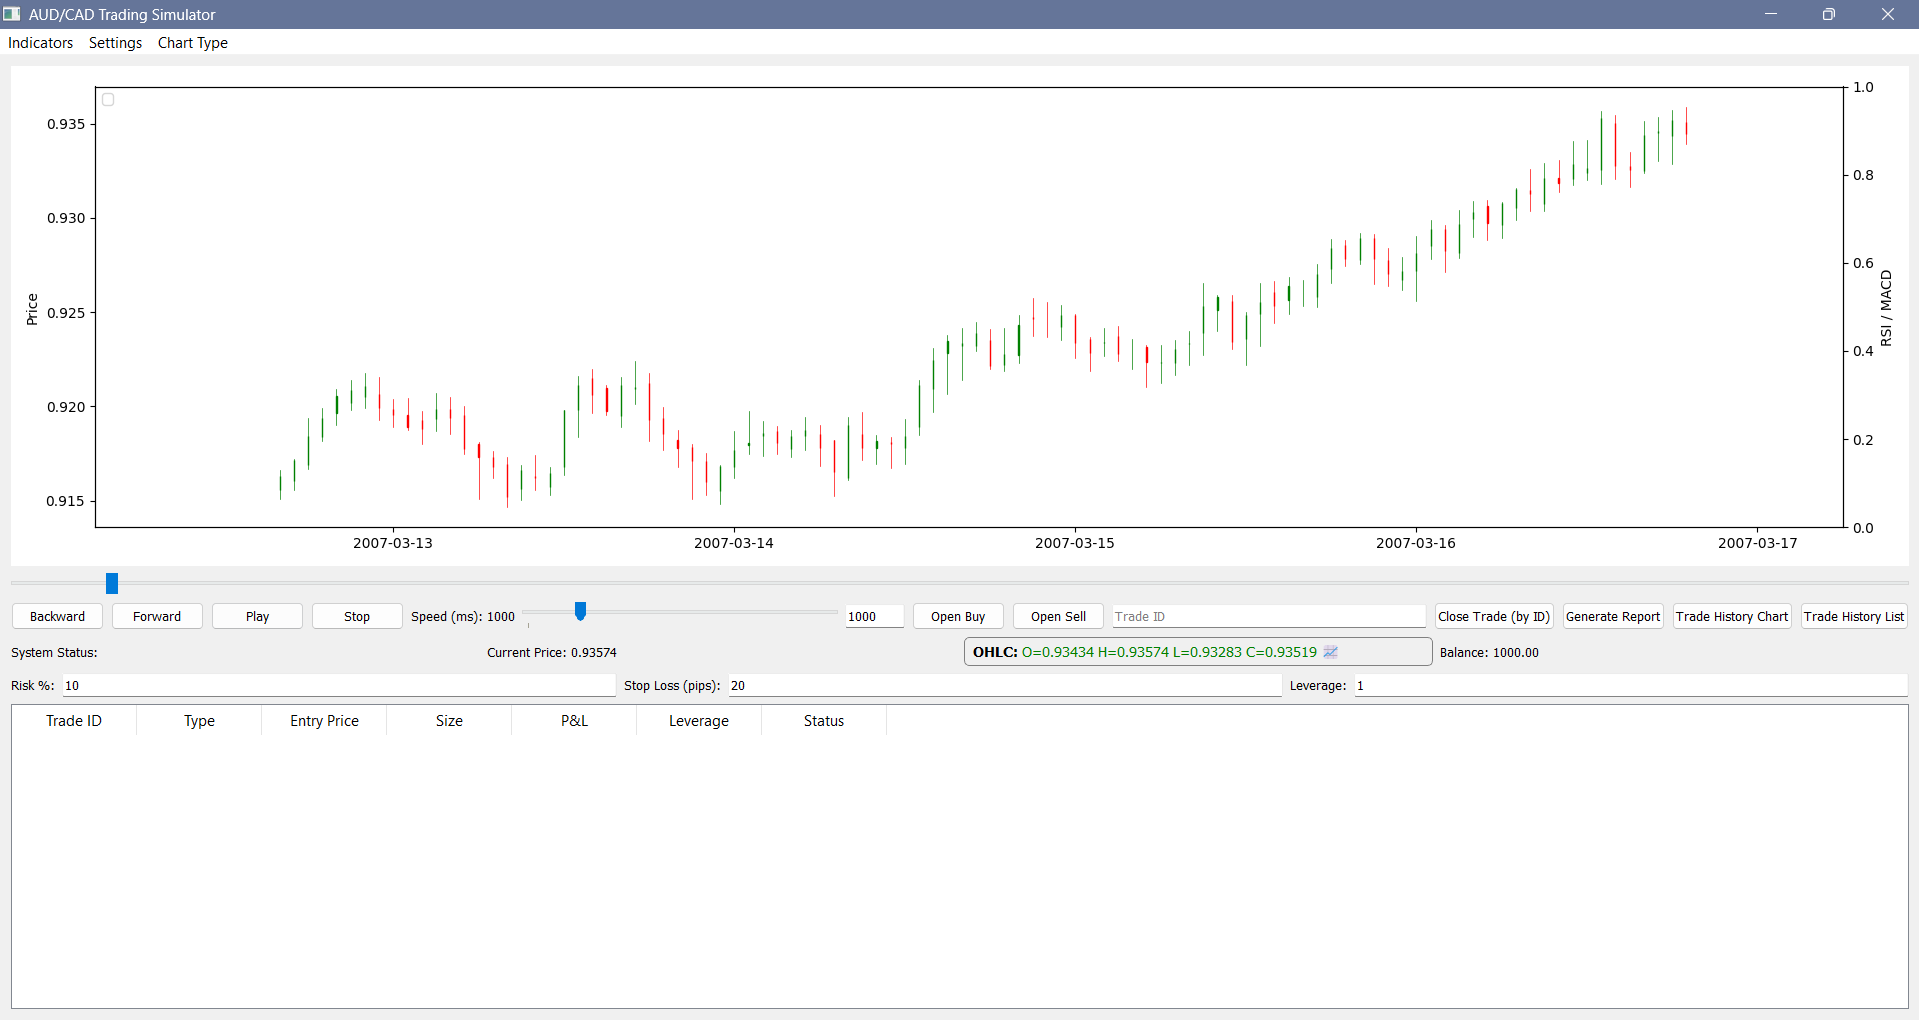 AUD/CAD Trading Simulator
Indicators Settings Chart Type
1.0
0.935
0.8
0.930
0.6
Price
0.925
RSI / MACD
0.4
0.920
0.2
0.915
0.0
2007-03-13 2007-03-14 2007-03-15 2007-03-16 2007-03-17
Backward Forward Play Stop Speed (ms): 1000 1000 Open Buy Open Sell Trade ID Close Trade (by ID) Generate Report Trade History Chart Trade History List
System Status: Current Price: 0.93574 OHLC: O=0.93434 H=0.93574 L=0.93283 C=0.93519 Balance: 1000.00
Risk %: 10 Stop Loss (pips): 20 Leverage: 1
Trade ID Type Entry Price Size P&L Leverage Status